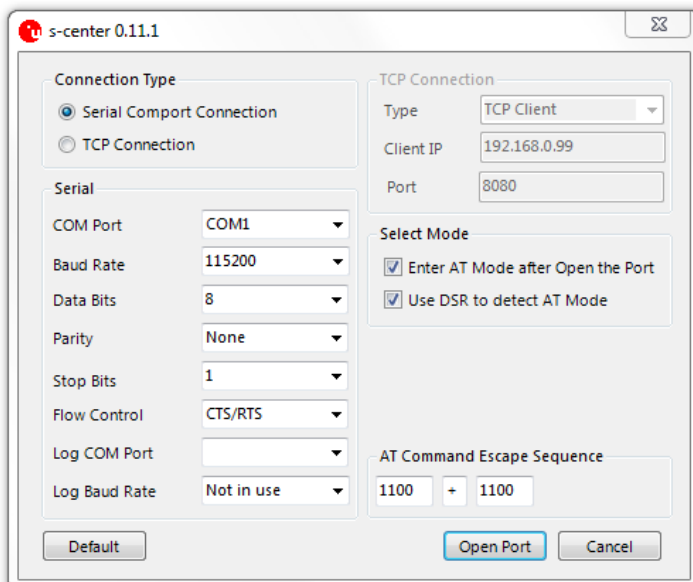 s-center 0.11.1
Connection Type
Serial Comport Connection
TCP Connection
Serial
COM Port COM1
Baud Rate 115200
Data Bits 8
Parity None
Stop Bits 1
Flow Control CTS/RTS
Log COM Port
Log Baud Rate Not in use
TCP Connection
Type TCP Client
Client IP 192.168.0.99
Port 8080
Select Mode
Enter AT Mode after Open the Port
Use DSR to detect AT Mode
AT Command Escape Sequence
1100 + 1100
Default Open Port Cancel